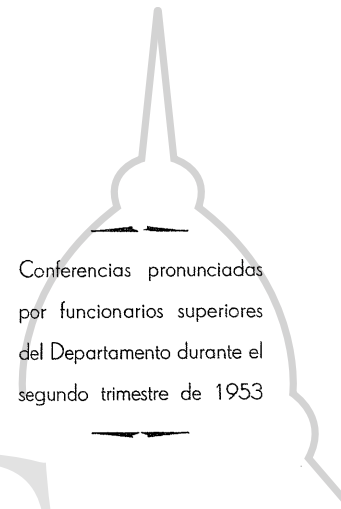 Conferencias pronunciadas
por funcionarios superiores
del Departamento durante el
segundo trimestre de 1953